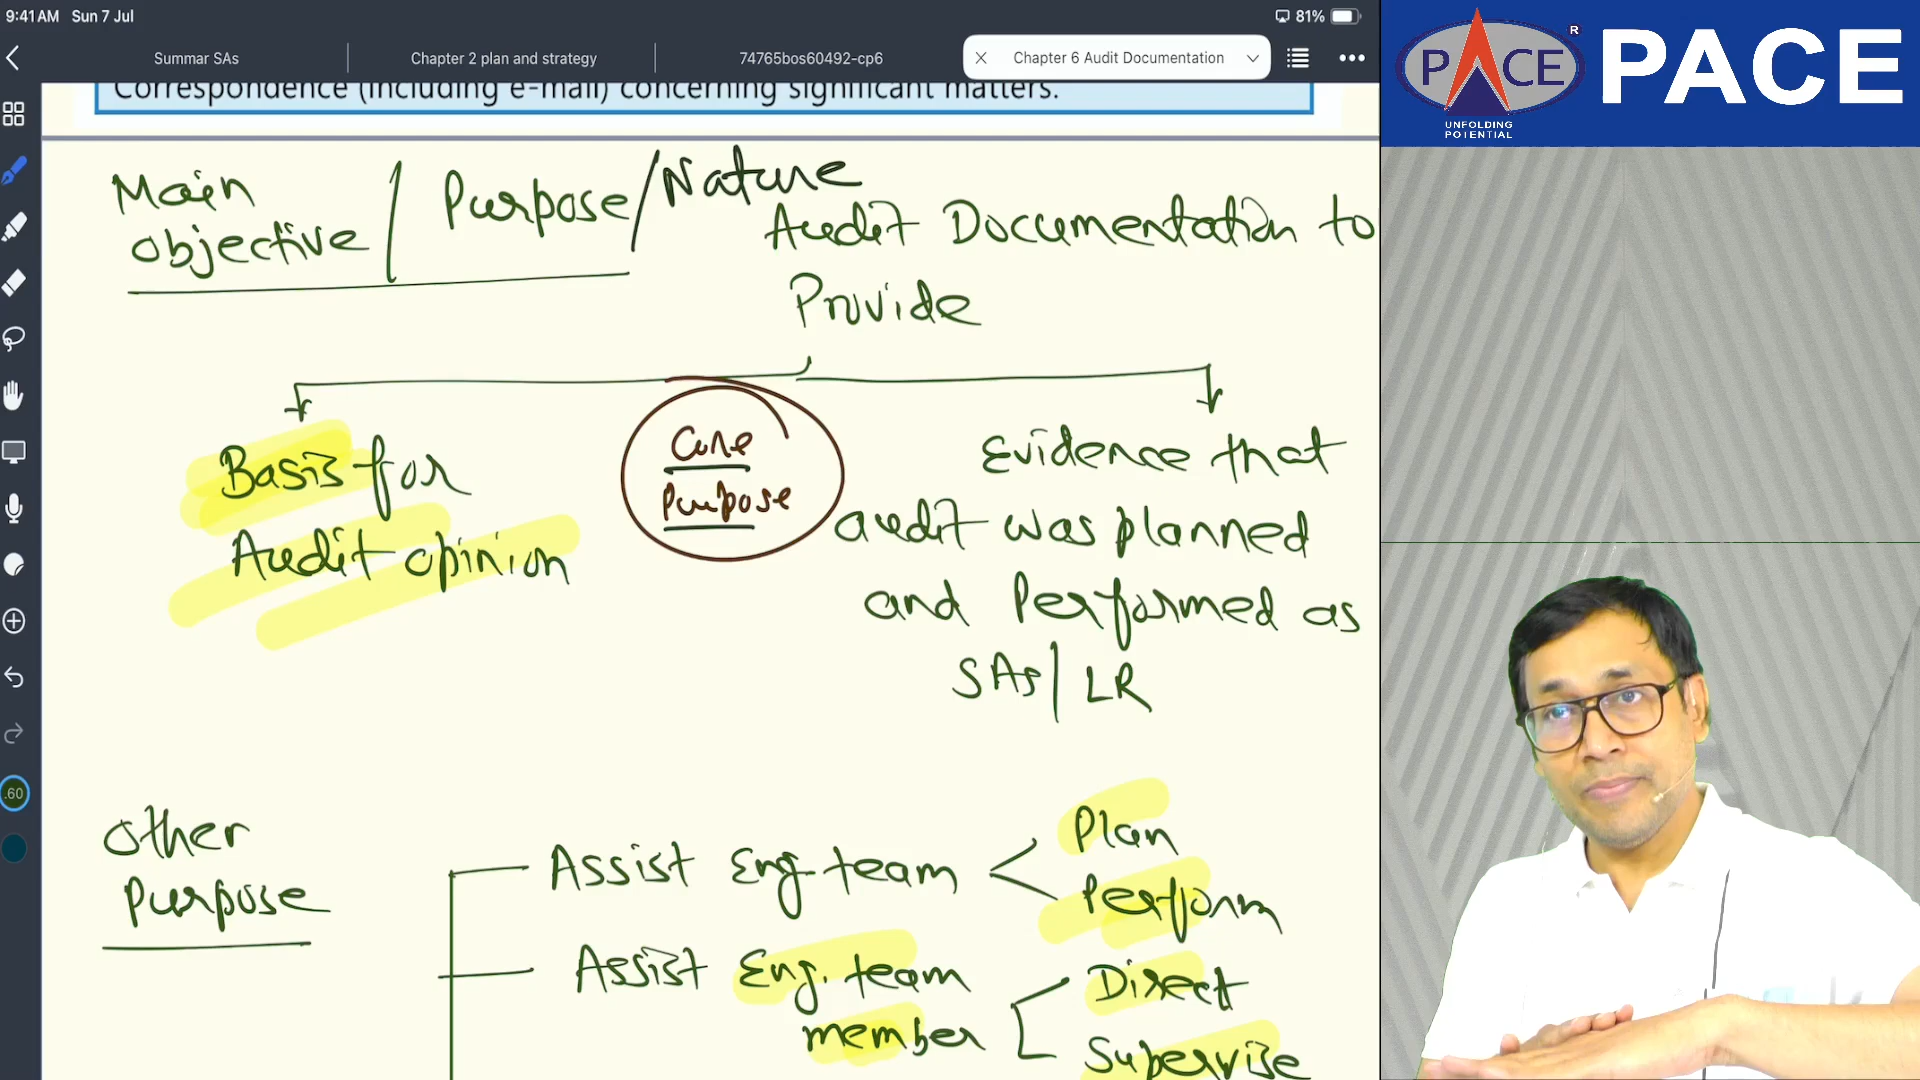 9:41 AM Sun 7 Jul
81%
Summar SAs
Chapter 2 plan and strategy
74765bos60492-cp6
Chapter 6 Audit Documentation
Correspondence (including e-mail) concerning significant matters.
PACE
®
UNFOLDING
POTENTIAL
PACE
Main objective / Purpose / Nature
Audit Documentation to
Provide
Basis for
Audit opinion
Core
Purpose
Evidence that
audit was planned
and Performed as
SAs | LR
Other
Purpose
Assist Eng. team
Plan
Perform
Assist Eng. team
member
Direct
Supervise
.60